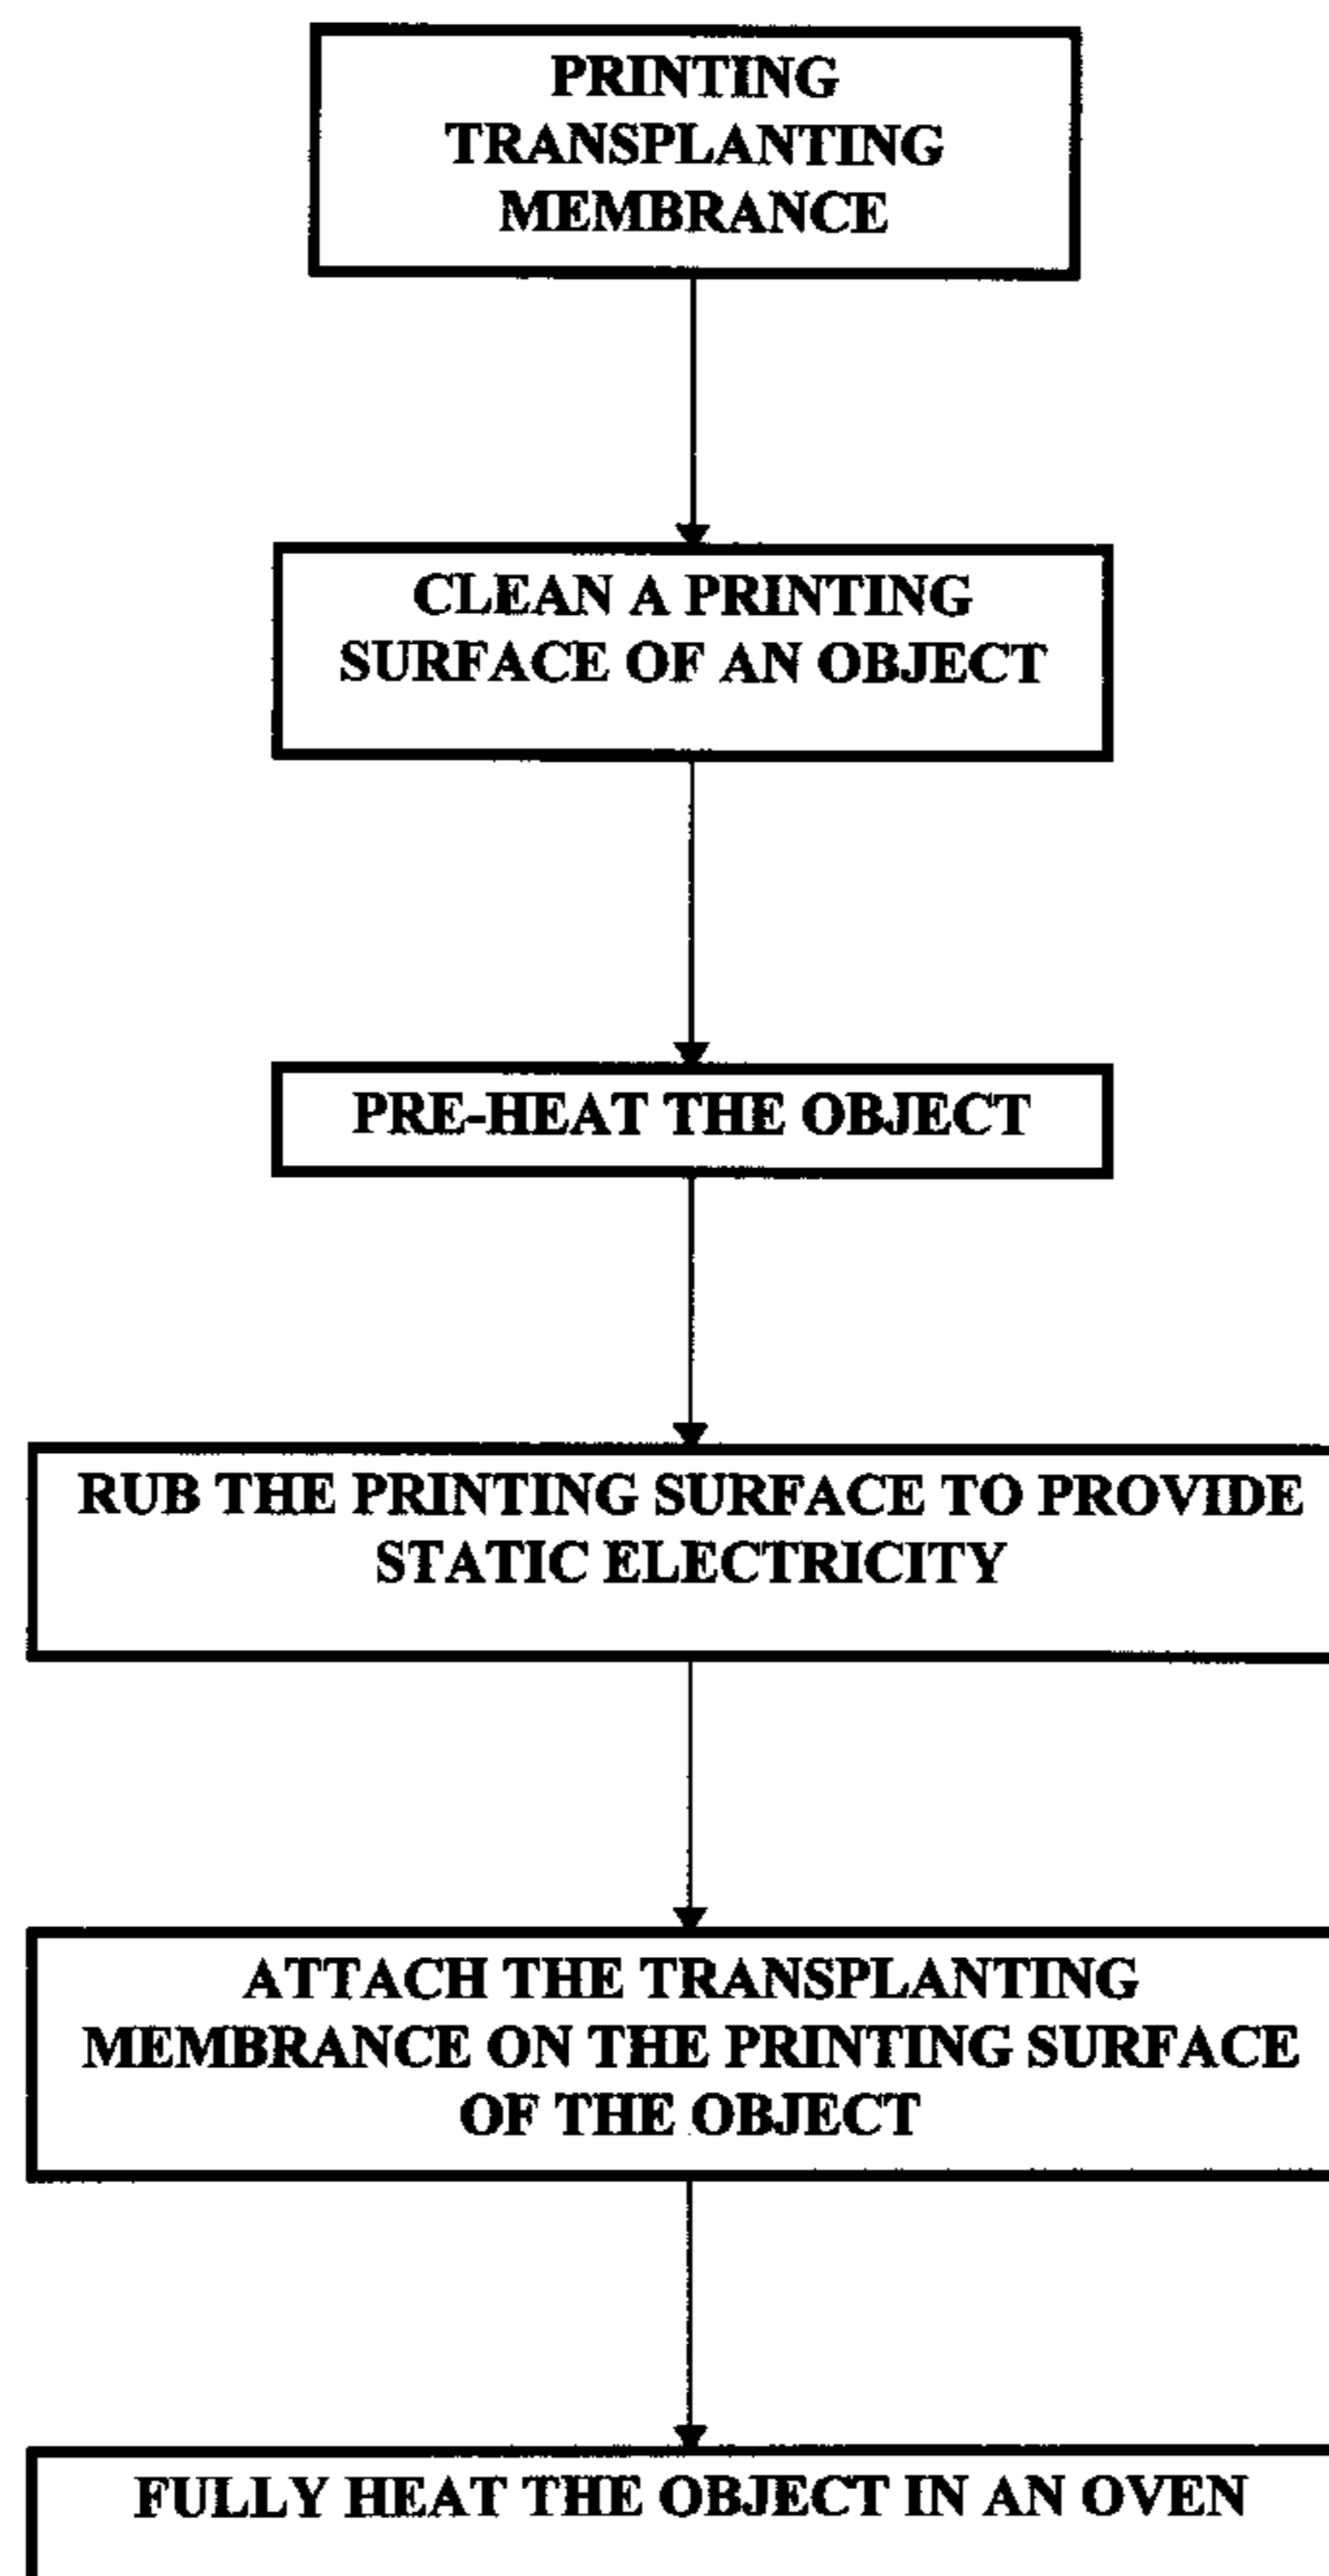 PRINTING
TRANSPLANTING
MEMBRANCE
CLEAN A PRINTING
SURFACE OF AN OBJECT
PRE-HEAT THE OBJECT
RUB THE PRINTING SURFACE TO PROVIDE
STATIC ELECTRICITY
ATTACH THE TRANSPLANTING
MEMBRANCE ON THE PRINTING SURFACE
OF THE OBJECT
FULLY HEAT THE OBJECT IN AN OVEN